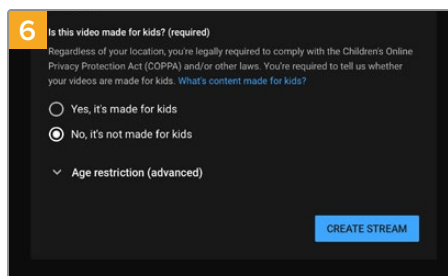 6
Is this video made for kids? (required)
Regardless of your location, you're legally required to comply with the Children's Online
Privacy Protection Act (COPPA) and/or other laws. You're required to tell us whether
your videos are made for kids. What's content made for kids?
Yes, it's made for kids
No, it's not made for kids
Age restriction (advanced)
CREATE STREAM